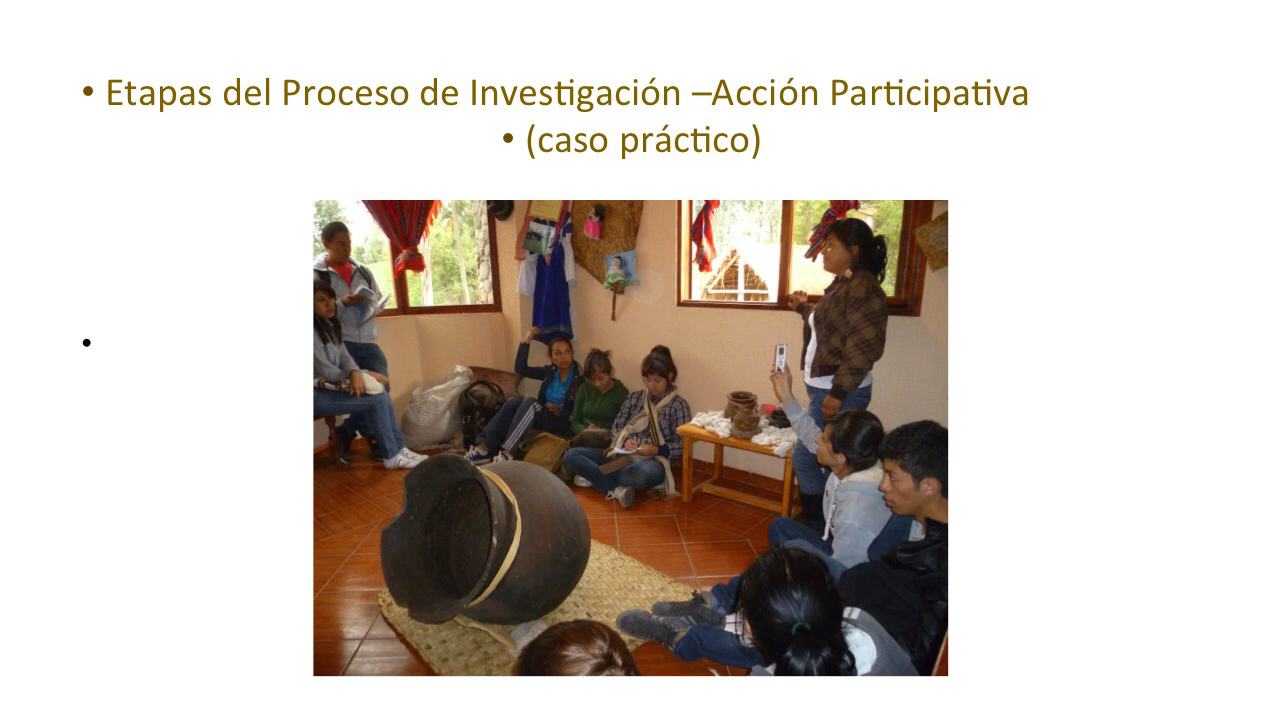 • Etapas del Proceso de Investigación –Acción Participativa
• (caso práctico)
•